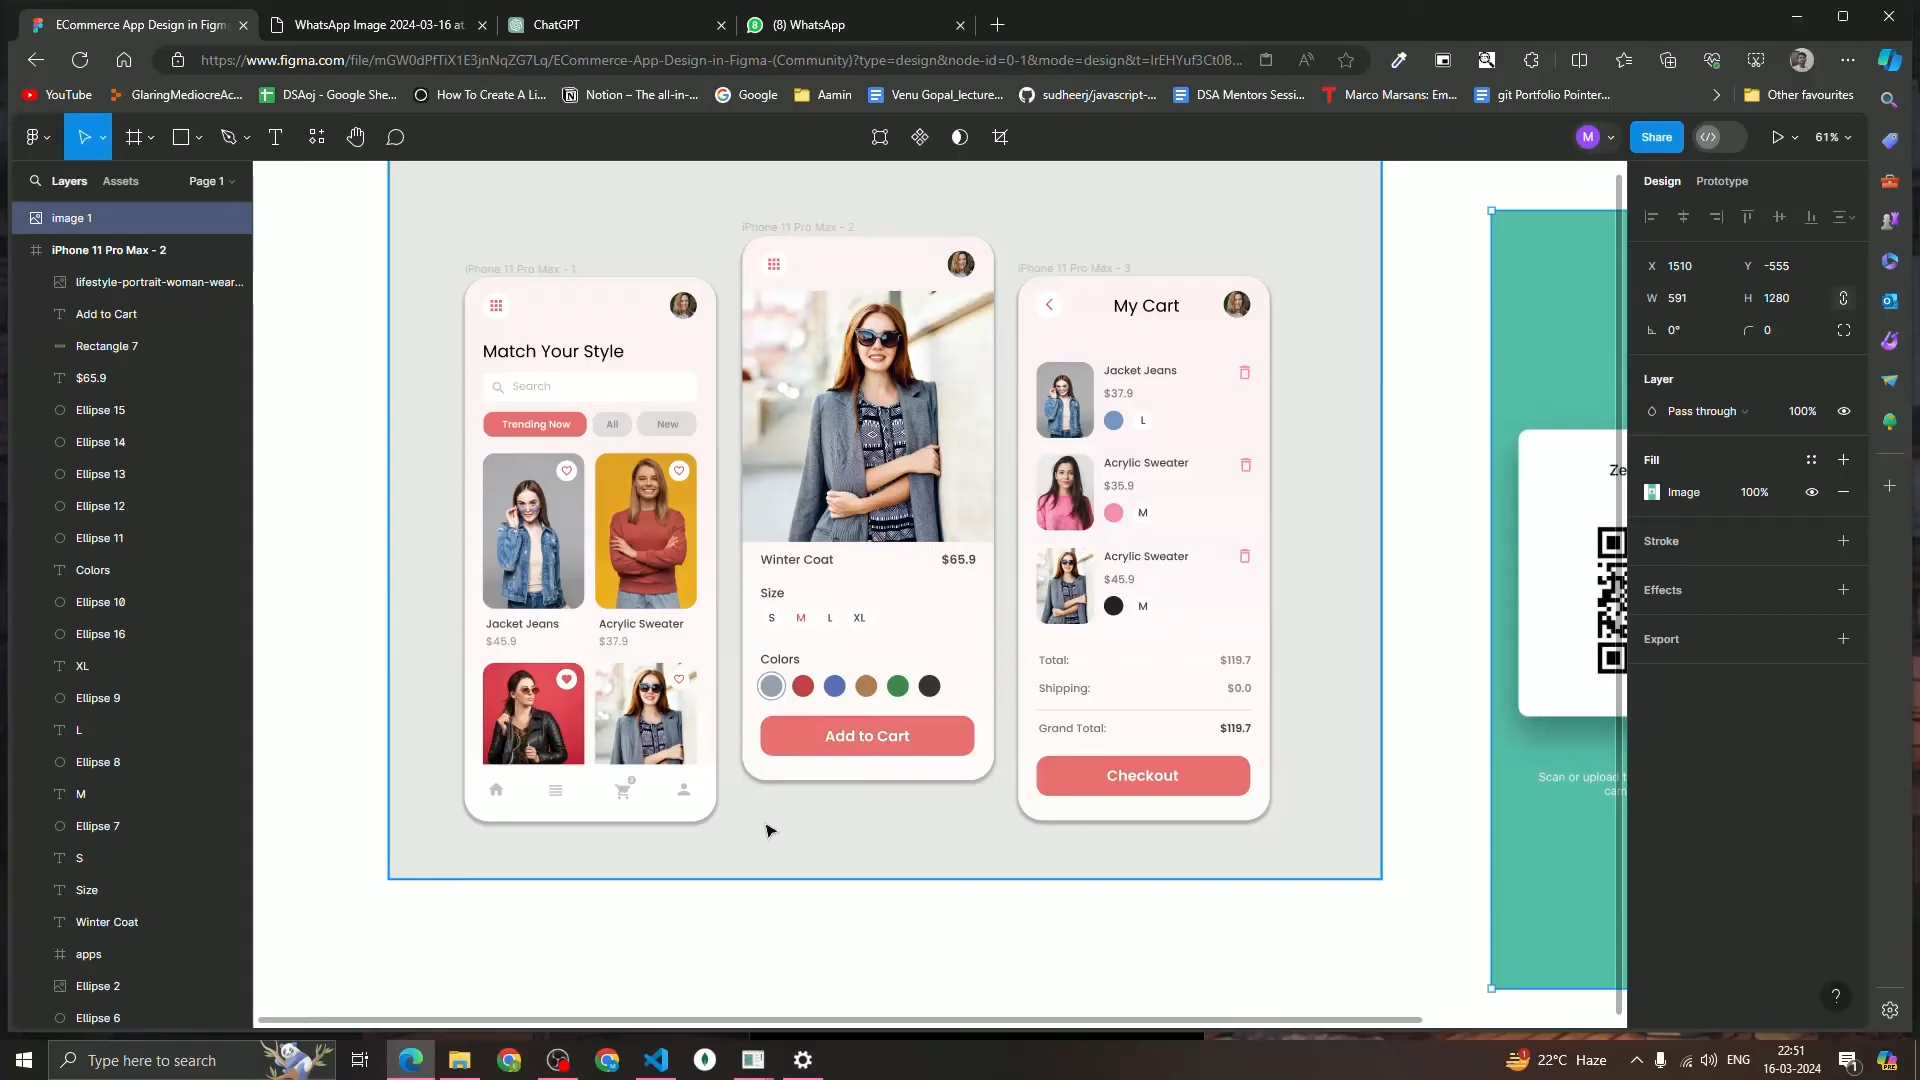 ECommerce App Design in Figm
WhatsApp Image 2024-03-16 at
ChatGPT
(8) WhatsApp
https://www.figma.com/file/mGW0dPfTiX1E3jnNqZG7Lq/ECommerce-App-Design-in-Figma-(Community)?type=design&node-id=0-1&mode=design&t=IrEHYuf3Ct0B...
YouTube
GlaringMediocreAc...
DSAoj - Google She...
How To Create A Li...
Notion – The all-in-...
Google
Aamin
Venu Gopal_lecture...
sudheerj/javascript-...
DSA Mentors Sessi...
Marco Marsans: Em...
git Portfolio Pointer...
Other favourites
M
Share
61%
Layers
Assets
Page 1
image 1
iPhone 11 Pro Max - 2
lifestyle-portrait-woman-wear...
Add to Cart
Rectangle 7
$65.9
Ellipse 15
Ellipse 14
Ellipse 13
Ellipse 12
Ellipse 11
Colors
Ellipse 10
Ellipse 16
XL
Ellipse 9
L
Ellipse 8
M
Ellipse 7
S
Size
Winter Coat
apps
Ellipse 2
Ellipse 6
iPhone 11 Pro Max - 1
Match Your Style
Search
Trending Now
All
New
Jacket Jeans
$45.9
Acrylic Sweater
$37.9
iPhone 11 Pro Max - 2
Winter Coat
$65.9
Size
S M L XL
Colors
Add to Cart
iPhone 11 Pro Max - 3
My Cart
Jacket Jeans
$37.9
L
Acrylic Sweater
$35.9
M
Acrylic Sweater
$45.9
M
Total: $119.7
Shipping: $0.0
Grand Total: $119.7
Checkout
Ze
Scan or upload t
cam
Design
Prototype
X 1510 Y -555
W 591 H 1280
0° 0
Layer
Pass through 100%
Fill
Image 100%
Stroke
Effects
Export
?
Type here to search
22°C Haze
ENG
22:51
16-03-2024